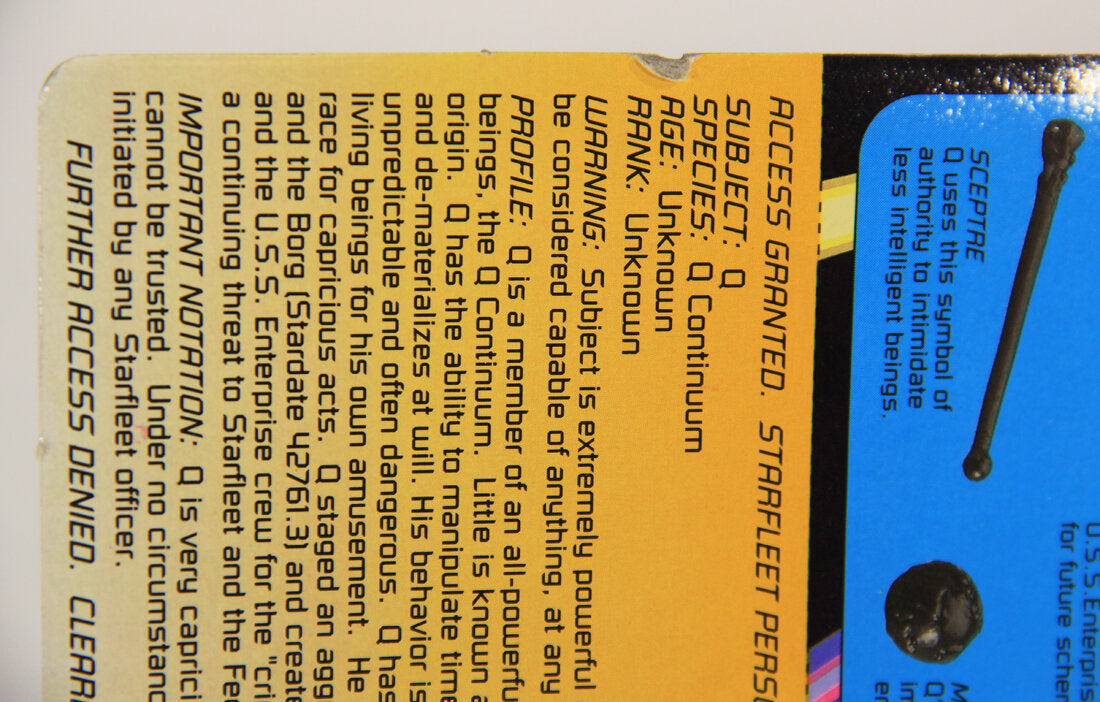 SCEPTRE
Q uses this symbol of
authority to intimidate
less intelligent beings.
U.S.S. Enterpris
for future scher
ACCESS GRANTED. STARFLEET PERS
SUBJECT: Q
SPECIES: Q Continuum
AGE: Unknown
RANK: Unknown
WARNING: Subject is extremely powerful
be considered capable of anything, at any
PROFILE: Q is a member of an all-powerfu
beings, the Q Continuum. Little is known
origin. Q has the ability to manipulate time
and de-materializes at will. His behavior is
unpredictable and often dangerous. Q has
living beings for his own amusement. He
race for capricious acts. Q staged an agg
and the Borg (Stardate 42761.3) and create
and the U.S.S. Enterprise crew for the "cri
a continuing threat to Starfleet and the Fe
IMPORTANT NOTATION: Q is very caprici
cannot be trusted. Under no circumstanc
initiated by any Starfleet officer.
FURTHER ACCESS DENIED. CLEAR